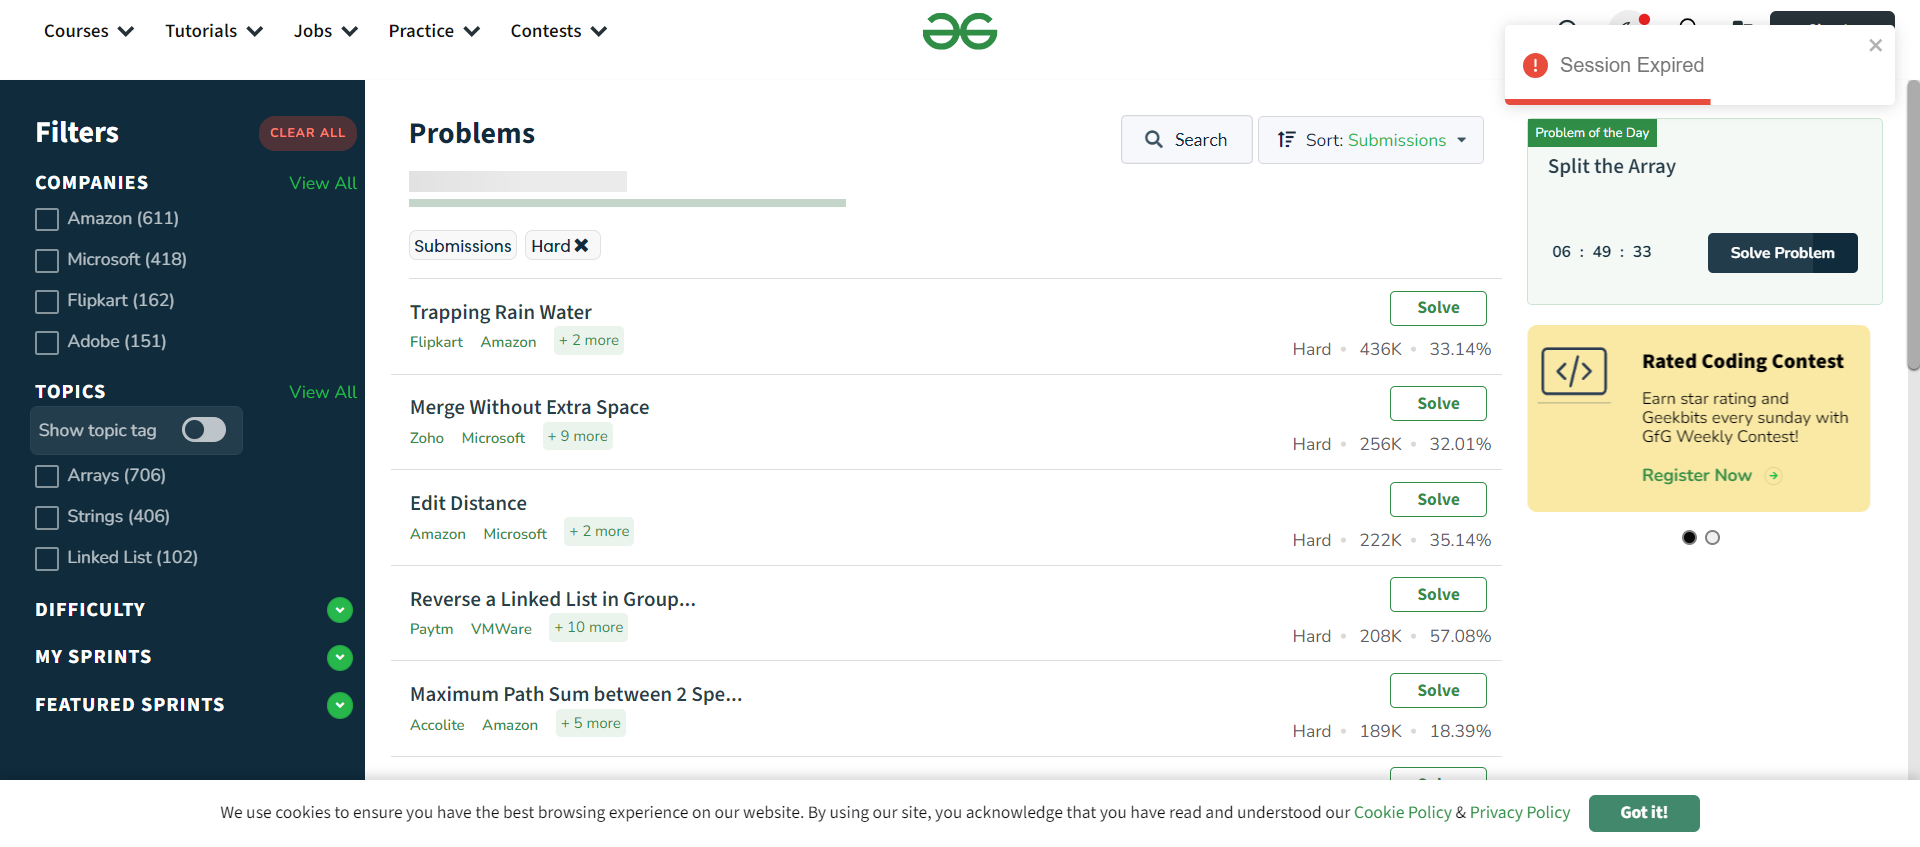 Courses
Tutorials
Jobs
Practice
Contests
Session Expired
Filters
CLEAR ALL
COMPANIES
View All
Amazon (611)
Microsoft (418)
Flipkart (162)
Adobe (151)
TOPICS
View All
Show topic tag
Arrays (706)
Strings (406)
Linked List (102)
DIFFICULTY
MY SPRINTS
FEATURED SPRINTS
Problems
Search
Sort: Submissions
Submissions
Hard
Trapping Rain Water
Solve
Flipkart Amazon + 2 more
Hard 436K 33.14%
Merge Without Extra Space
Solve
Zoho Microsoft + 9 more
Hard 256K 32.01%
Edit Distance
Solve
Amazon Microsoft + 2 more
Hard 222K 35.14%
Reverse a Linked List in Group...
Solve
Paytm VMWare + 10 more
Hard 208K 57.08%
Maximum Path Sum between 2 Spe...
Solve
Accolite Amazon + 5 more
Hard 189K 18.39%
Problem of the Day
Split the Array
06 : 49 : 33
Solve Problem
Rated Coding Contest
Earn star rating and
Geekbits every sunday with
GfG Weekly Contest!
Register Now
We use cookies to ensure you have the best browsing experience on our website. By using our site, you acknowledge that you have read and understood our Cookie Policy & Privacy Policy
Got it!